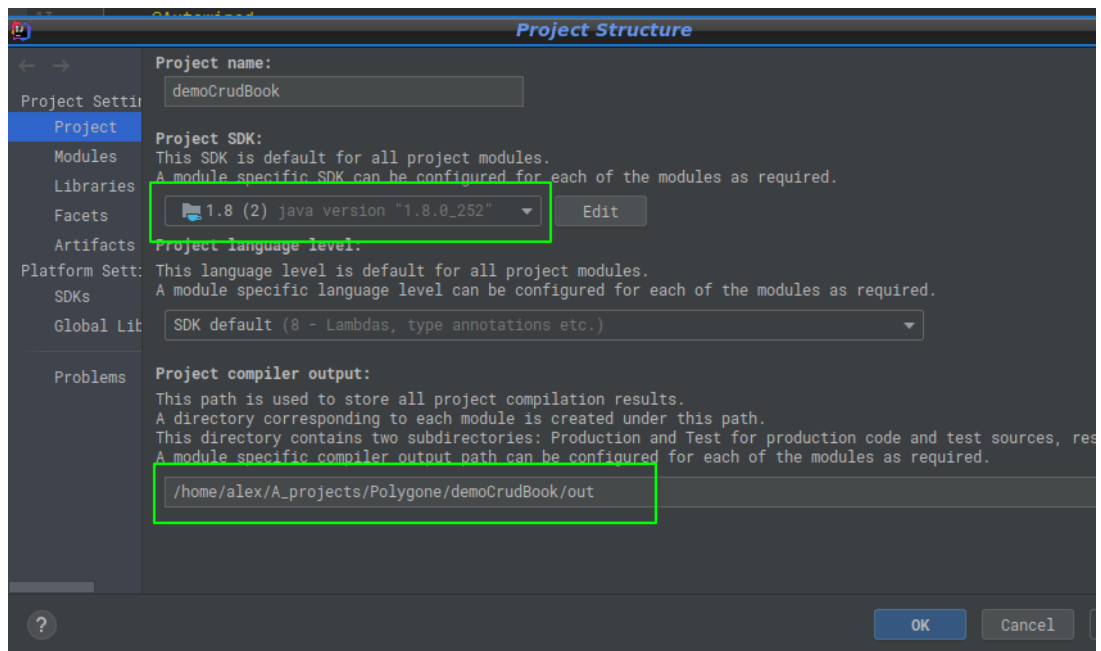 Project Structure
Project name:
demoCrudBook
Project Settin
Project
Modules
Libraries
Facets
Artifacts
Platform Setti
SDKs
Global Lib
Problems
Project SDK:
This SDK is default for all project modules.
A module specific SDK can be configured for each of the modules as required.
1.8 (2) java version "1.8.0_252"
Edit
Project language level:
This language level is default for all project modules.
A module specific language level can be configured for each of the modules as required.
SDK default (8 - Lambdas, type annotations etc.)
Project compiler output:
This path is used to store all project compilation results.
A directory corresponding to each module is created under this path.
This directory contains two subdirectories: Production and Test for production code and test sources, res
A module specific compiler output path can be configured for each of the modules as required.
/home/alex/A_projects/Polygone/demoCrudBook/out
?
OK
Cancel